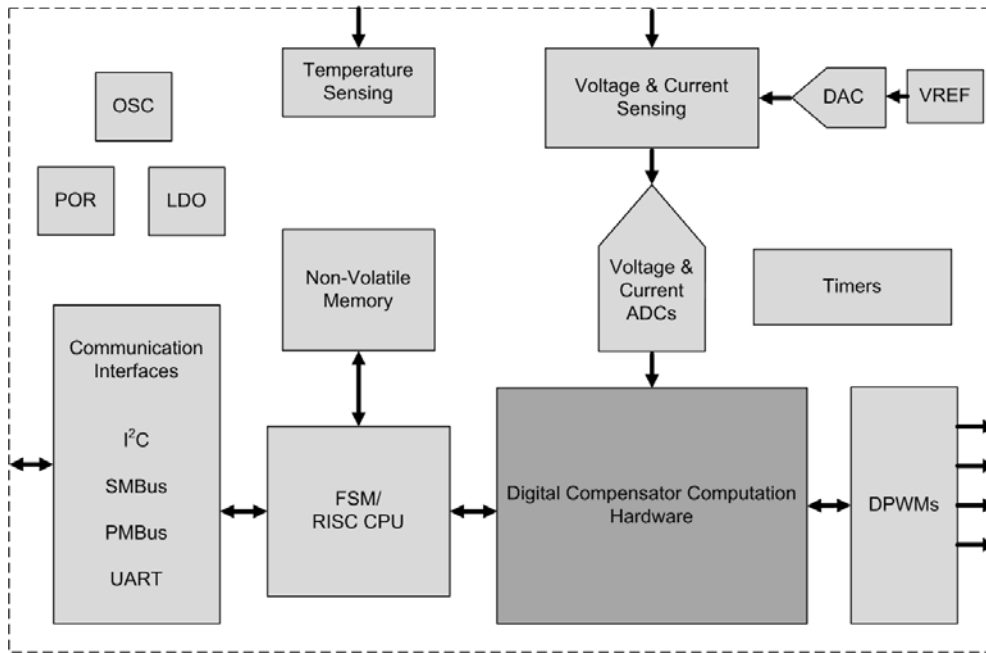 Temperature
Sensing
Voltage & Current
Sensing
DAC
VREF
OSC
POR
LDO
Non-Volatile
Memory
Voltage &
Current
ADCs
Timers
Communication
Interfaces
I²C
SMBus
PMBus
UART
FSM/
RISC CPU
Digital Compensator Computation
Hardware
DPWMs